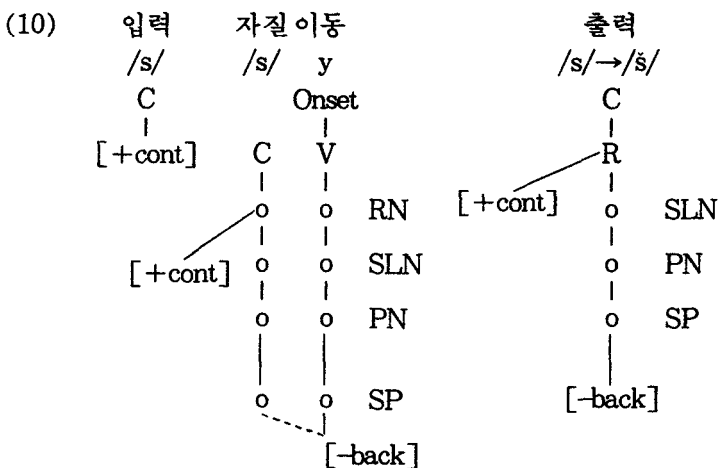 (10) 입력 자질 이동 출력
/s/ /s/ y /s/→/š/
C Onset C
[+cont] C V R
o o RN [+cont] o SLN
[+cont] o o SLN o PN
o o PN o SP
o o SP [−back]
[−back]